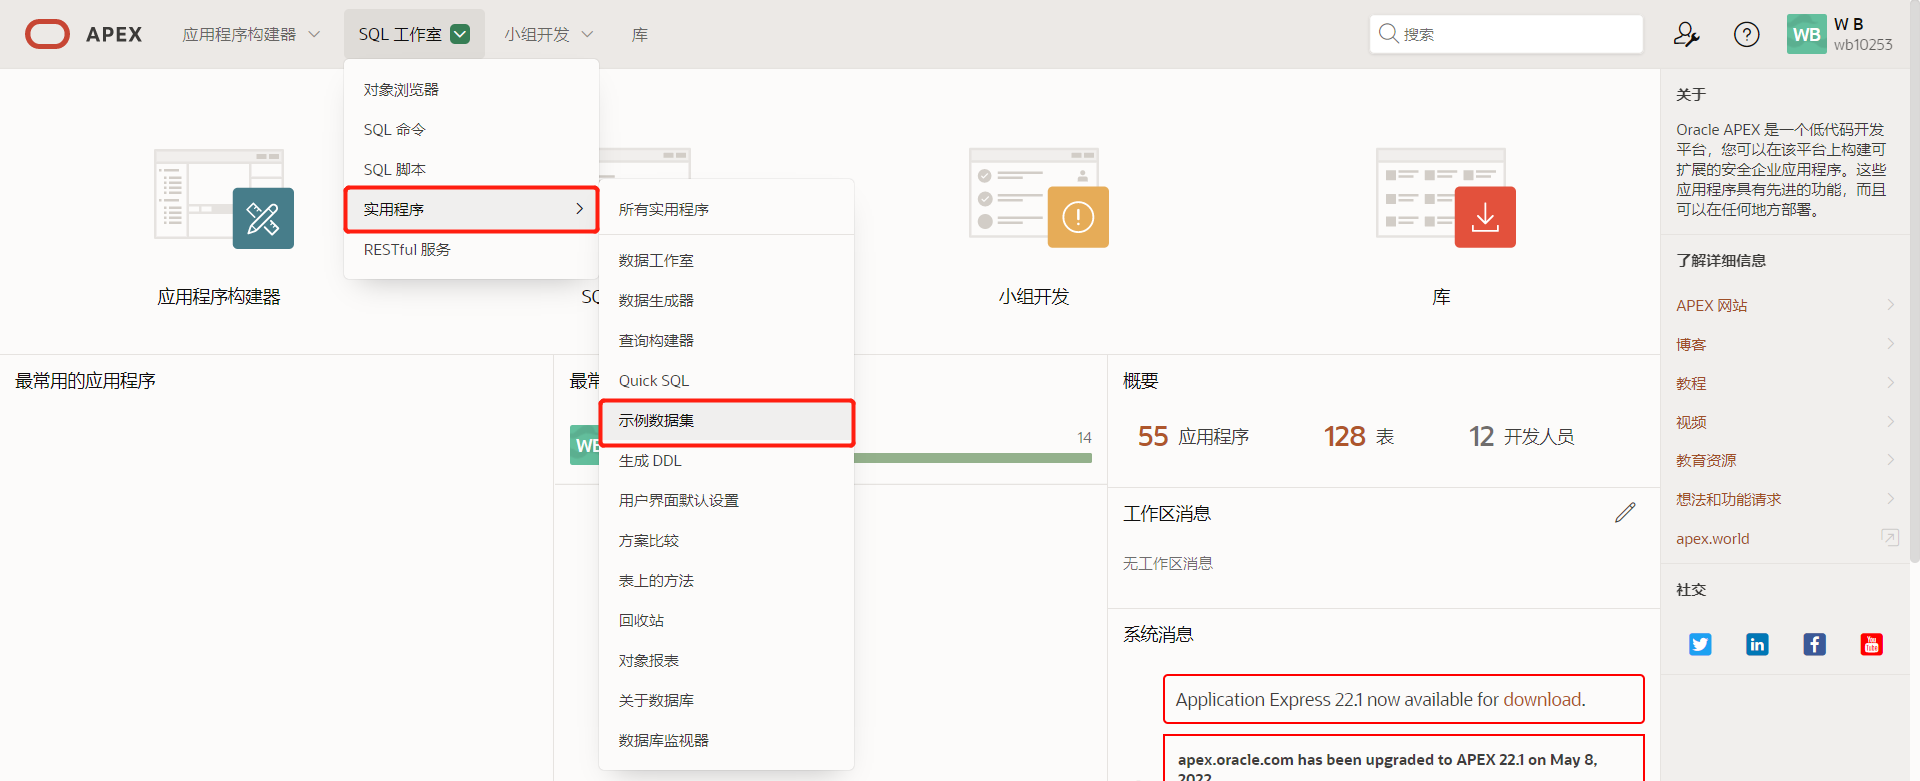 APEX
应用程序构建器
SQL 工作室
小组开发
库
搜索
WB
W B
wb10253
对象浏览器
SQL 命令
SQL 脚本
实用程序
RESTful 服务
所有实用程序
数据工作室
数据生成器
查询构建器
Quick SQL
示例数据集
生成 DDL
用户界面默认设置
方案比较
表上的方法
回收站
对象报表
关于数据库
数据库监视器
应用程序构建器
SQ
小组开发
库
最常用的应用程序
最常
WB
14
概要
55 应用程序
128 表
12 开发人员
工作区消息
无工作区消息
系统消息
Application Express 22.1 now available for download.
apex.oracle.com has been upgraded to APEX 22.1 on May 8,
2022
关于
Oracle APEX 是一个低代码开发
平台，您可以在该平台上构建可
扩展的安全企业应用程序。这些
应用程序具有先进的功能，而且
可以在任何地方部署。
了解详细信息
APEX 网站
博客
教程
视频
教育资源
想法和功能请求
apex.world
社交